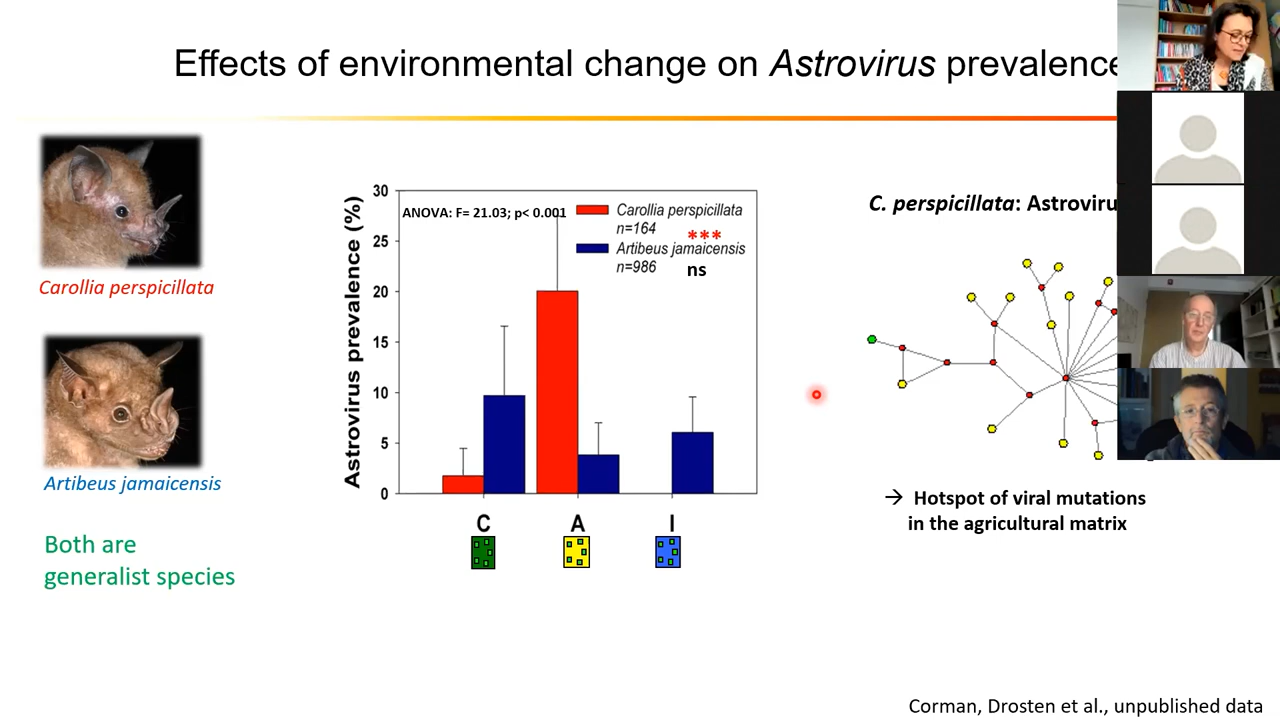 Effects of environmental change on Astrovirus prevalence
Carollia perspicillata
Artibeus jamaicensis
Both are
generalist species
Astrovirus prevalence (%)
30
25
20
15
10
5
0
ANOVA: F= 21.03; p< 0.001
Carollia perspicillata
n=164
***
Artibeus jamaicensis
n=986
ns
C A I
C. perspicillata: Astroviru
→ Hotspot of viral mutations
in the agricultural matrix
Corman, Drosten et al., unpublished data